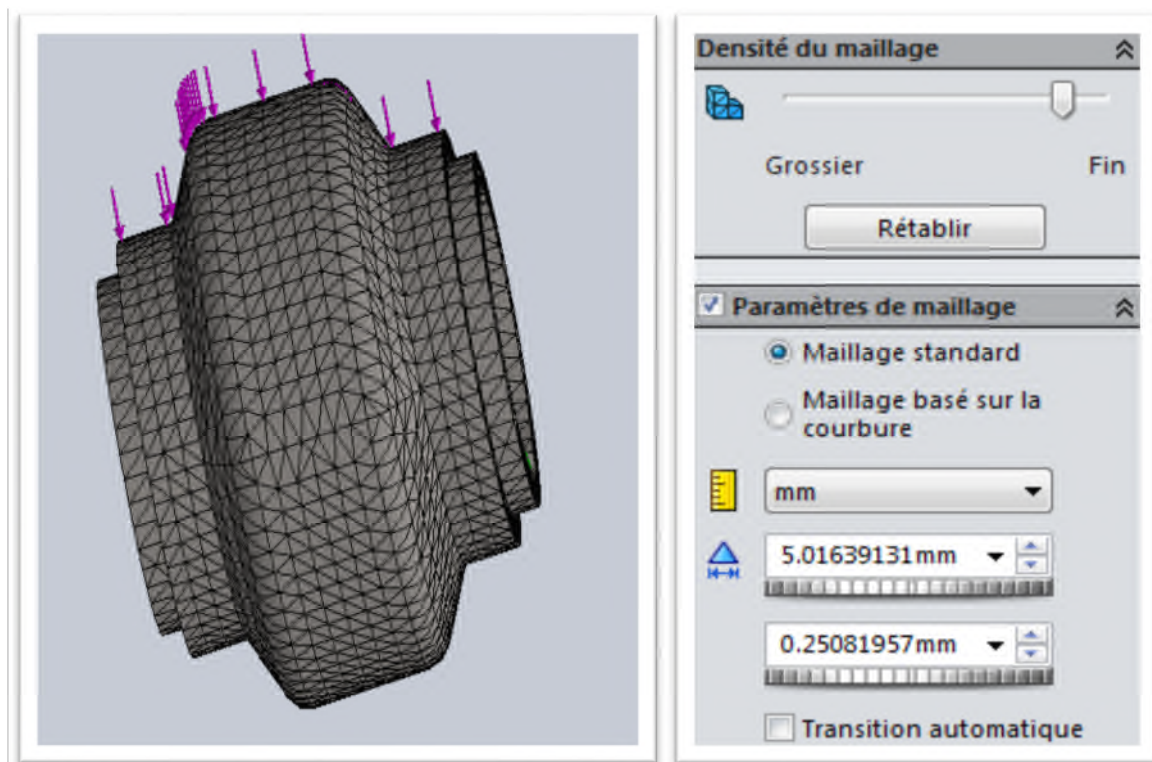 Densité du maillage
Grossier Fin
Rétablir
Paramètres de maillage
Maillage standard
Maillage basé sur la
courbure
mm
5.01639131mm
0.25081957mm
Transition automatique